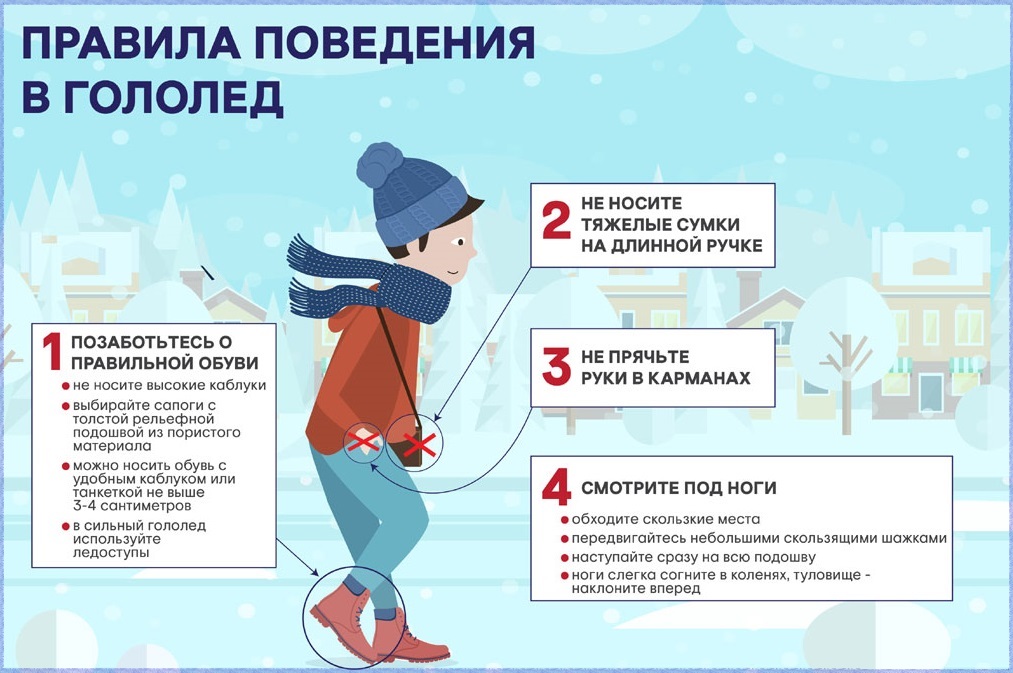 ПРАВИЛА ПОВЕДЕНИЯ
В ГОЛОЛЕД
1 ПОЗАБОТЬТЕСЬ О
ПРАВИЛЬНОЙ ОБУВИ
● не носите высокие каблуки
● выбирайте сапоги с
толстой рельефной
подошвой из пористого
материала
● можно носить обувь с
удобным каблуком или
танкеткой не выше
3-4 сантиметров
● в сильный гололед
используйте
ледоступы
2 НЕ НОСИТЕ
ТЯЖЕЛЫЕ СУМКИ
НА ДЛИННОЙ РУЧКЕ
3 НЕ ПРЯЧЬТЕ
РУКИ В КАРМАНАХ
4 СМОТРИТЕ ПОД НОГИ
● обходите скользкие места
● передвигайтесь небольшими скользящими шажками
● наступайте сразу на всю подошву
● ноги слегка согните в коленях, туловище -
наклоните вперед